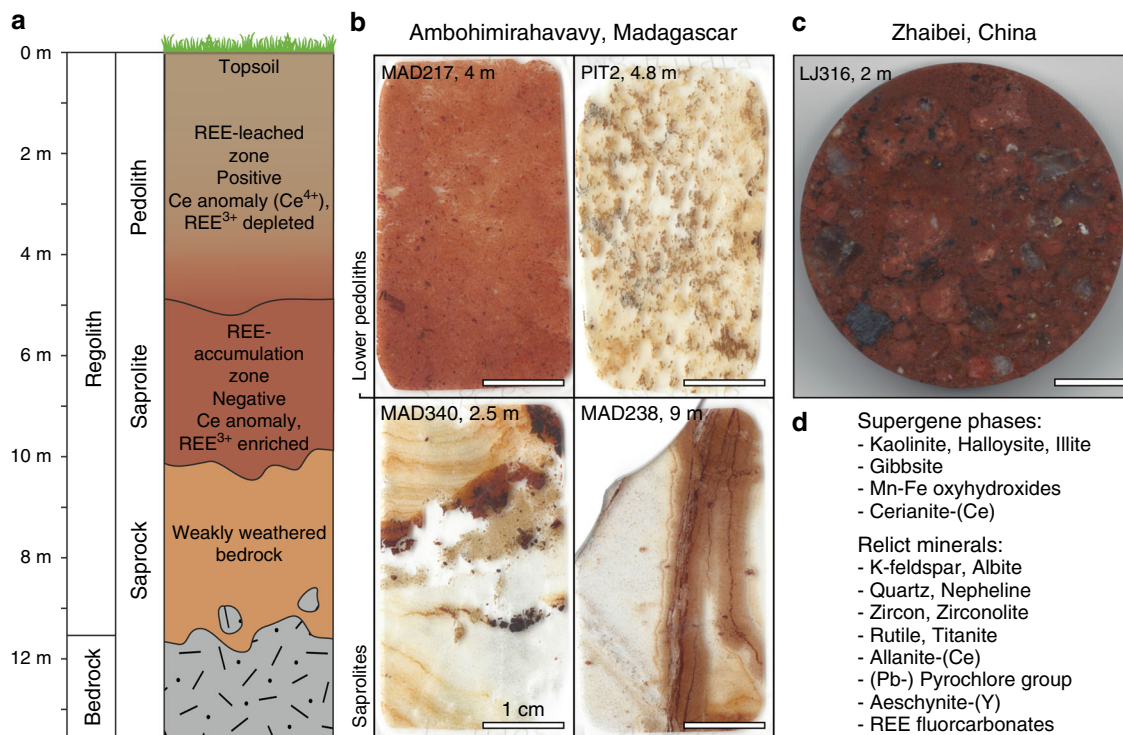 a
0 m
2 m
4 m
6 m
10 m
8 m
12 m
Regolith
Bedrock
Pedolith
Saprolite
Saprock
Topsoil
REE-leached
zone
Positive
Ce anomaly (Ce⁴⁺),
REE³⁺ depleted
REE-
accumulation
zone
Negative
Ce anomaly,
REE³⁺ enriched
Weakly weathered
bedrock
b
Ambohimirahavavy, Madagascar
Lower pedoliths
Saprolites
MAD217, 4 m
PIT2, 4.8 m
MAD340, 2.5 m
MAD238, 9 m
1 cm
c
Zhaibei, China
LJ316, 2 m
d
Supergene phases:
- Kaolinite, Halloysite, Illite
- Gibbsite
- Mn-Fe oxyhydroxides
- Cerianite-(Ce)
Relict minerals:
- K-feldspar, Albite
- Quartz, Nepheline
- Zircon, Zirconolite
- Rutile, Titanite
- Allanite-(Ce)
- (Pb-) Pyrochlore group
- Aeschynite-(Y)
- REE fluorcarbonates